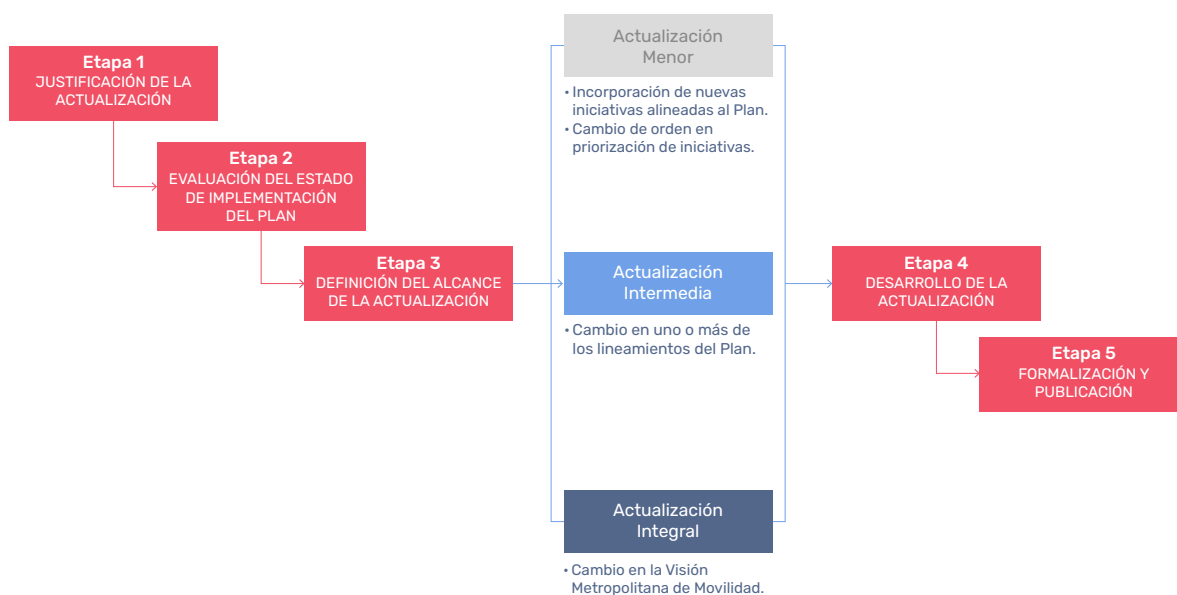 Etapa 1
JUSTIFICACIÓN DE LA
ACTUALIZACIÓN
Etapa 2
EVALUACIÓN DEL ESTADO
DE IMPLEMENTACIÓN
DEL PLAN
Etapa 3
DEFINICIÓN DEL ALCANCE
DE LA ACTUALIZACIÓN
Actualización
Menor
• Incorporación de nuevas
iniciativas alineadas al Plan.
• Cambio de orden en
priorización de iniciativas.
Actualización
Intermedia
• Cambio en uno o más de
los lineamientos del Plan.
Actualización
Integral
• Cambio en la Visión
Metropolitana de Movilidad.
Etapa 4
DESARROLLO DE LA
ACTUALIZACIÓN
Etapa 5
FORMALIZACIÓN Y
PUBLICACIÓN